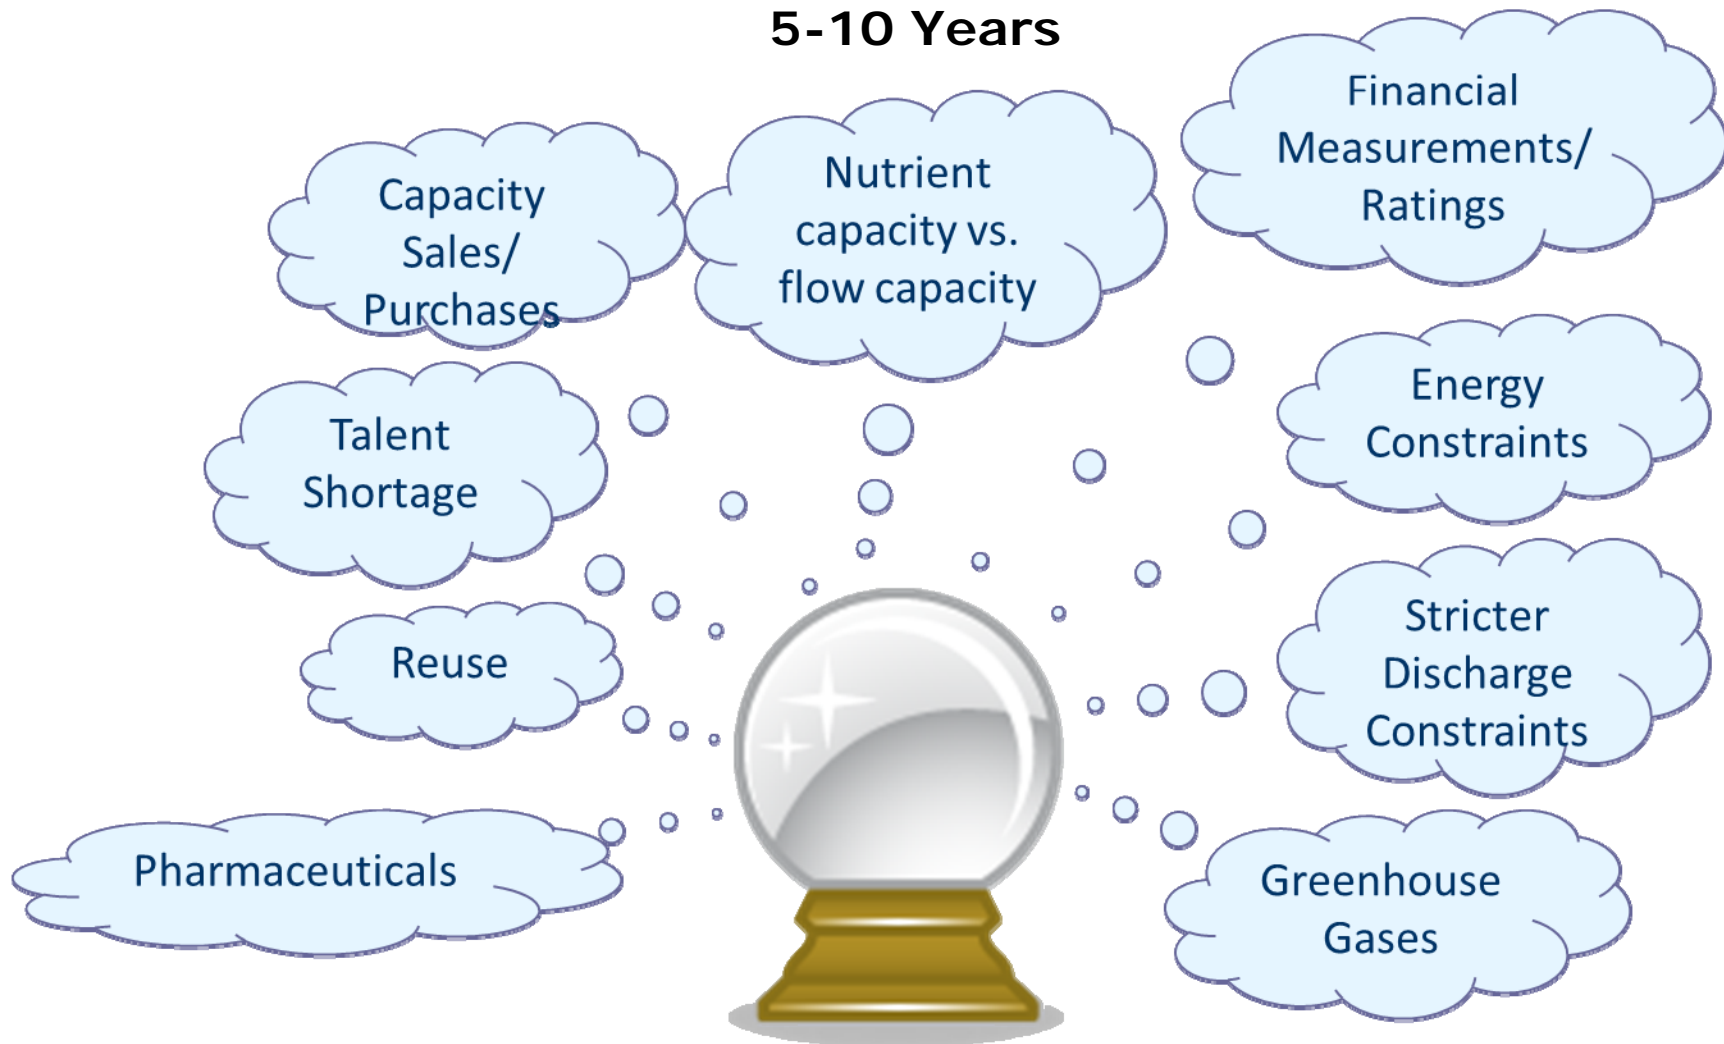 5-10 Years
Capacity
Sales/
Purchases
Nutrient
capacity vs.
flow capacity
Financial
Measurements/
Ratings
Talent
Shortage
Energy
Constraints
Reuse
Stricter
Discharge
Constraints
Pharmaceuticals
Greenhouse
Gases